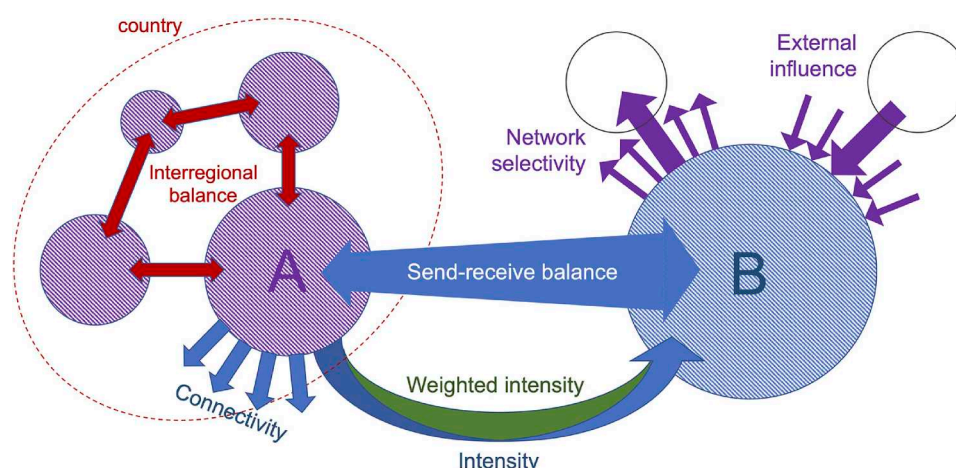 country
External
influence
Network
selectivity
Interregional
balance
A
Send-receive balance
B
Weighted intensity
Connectivity
Intensity